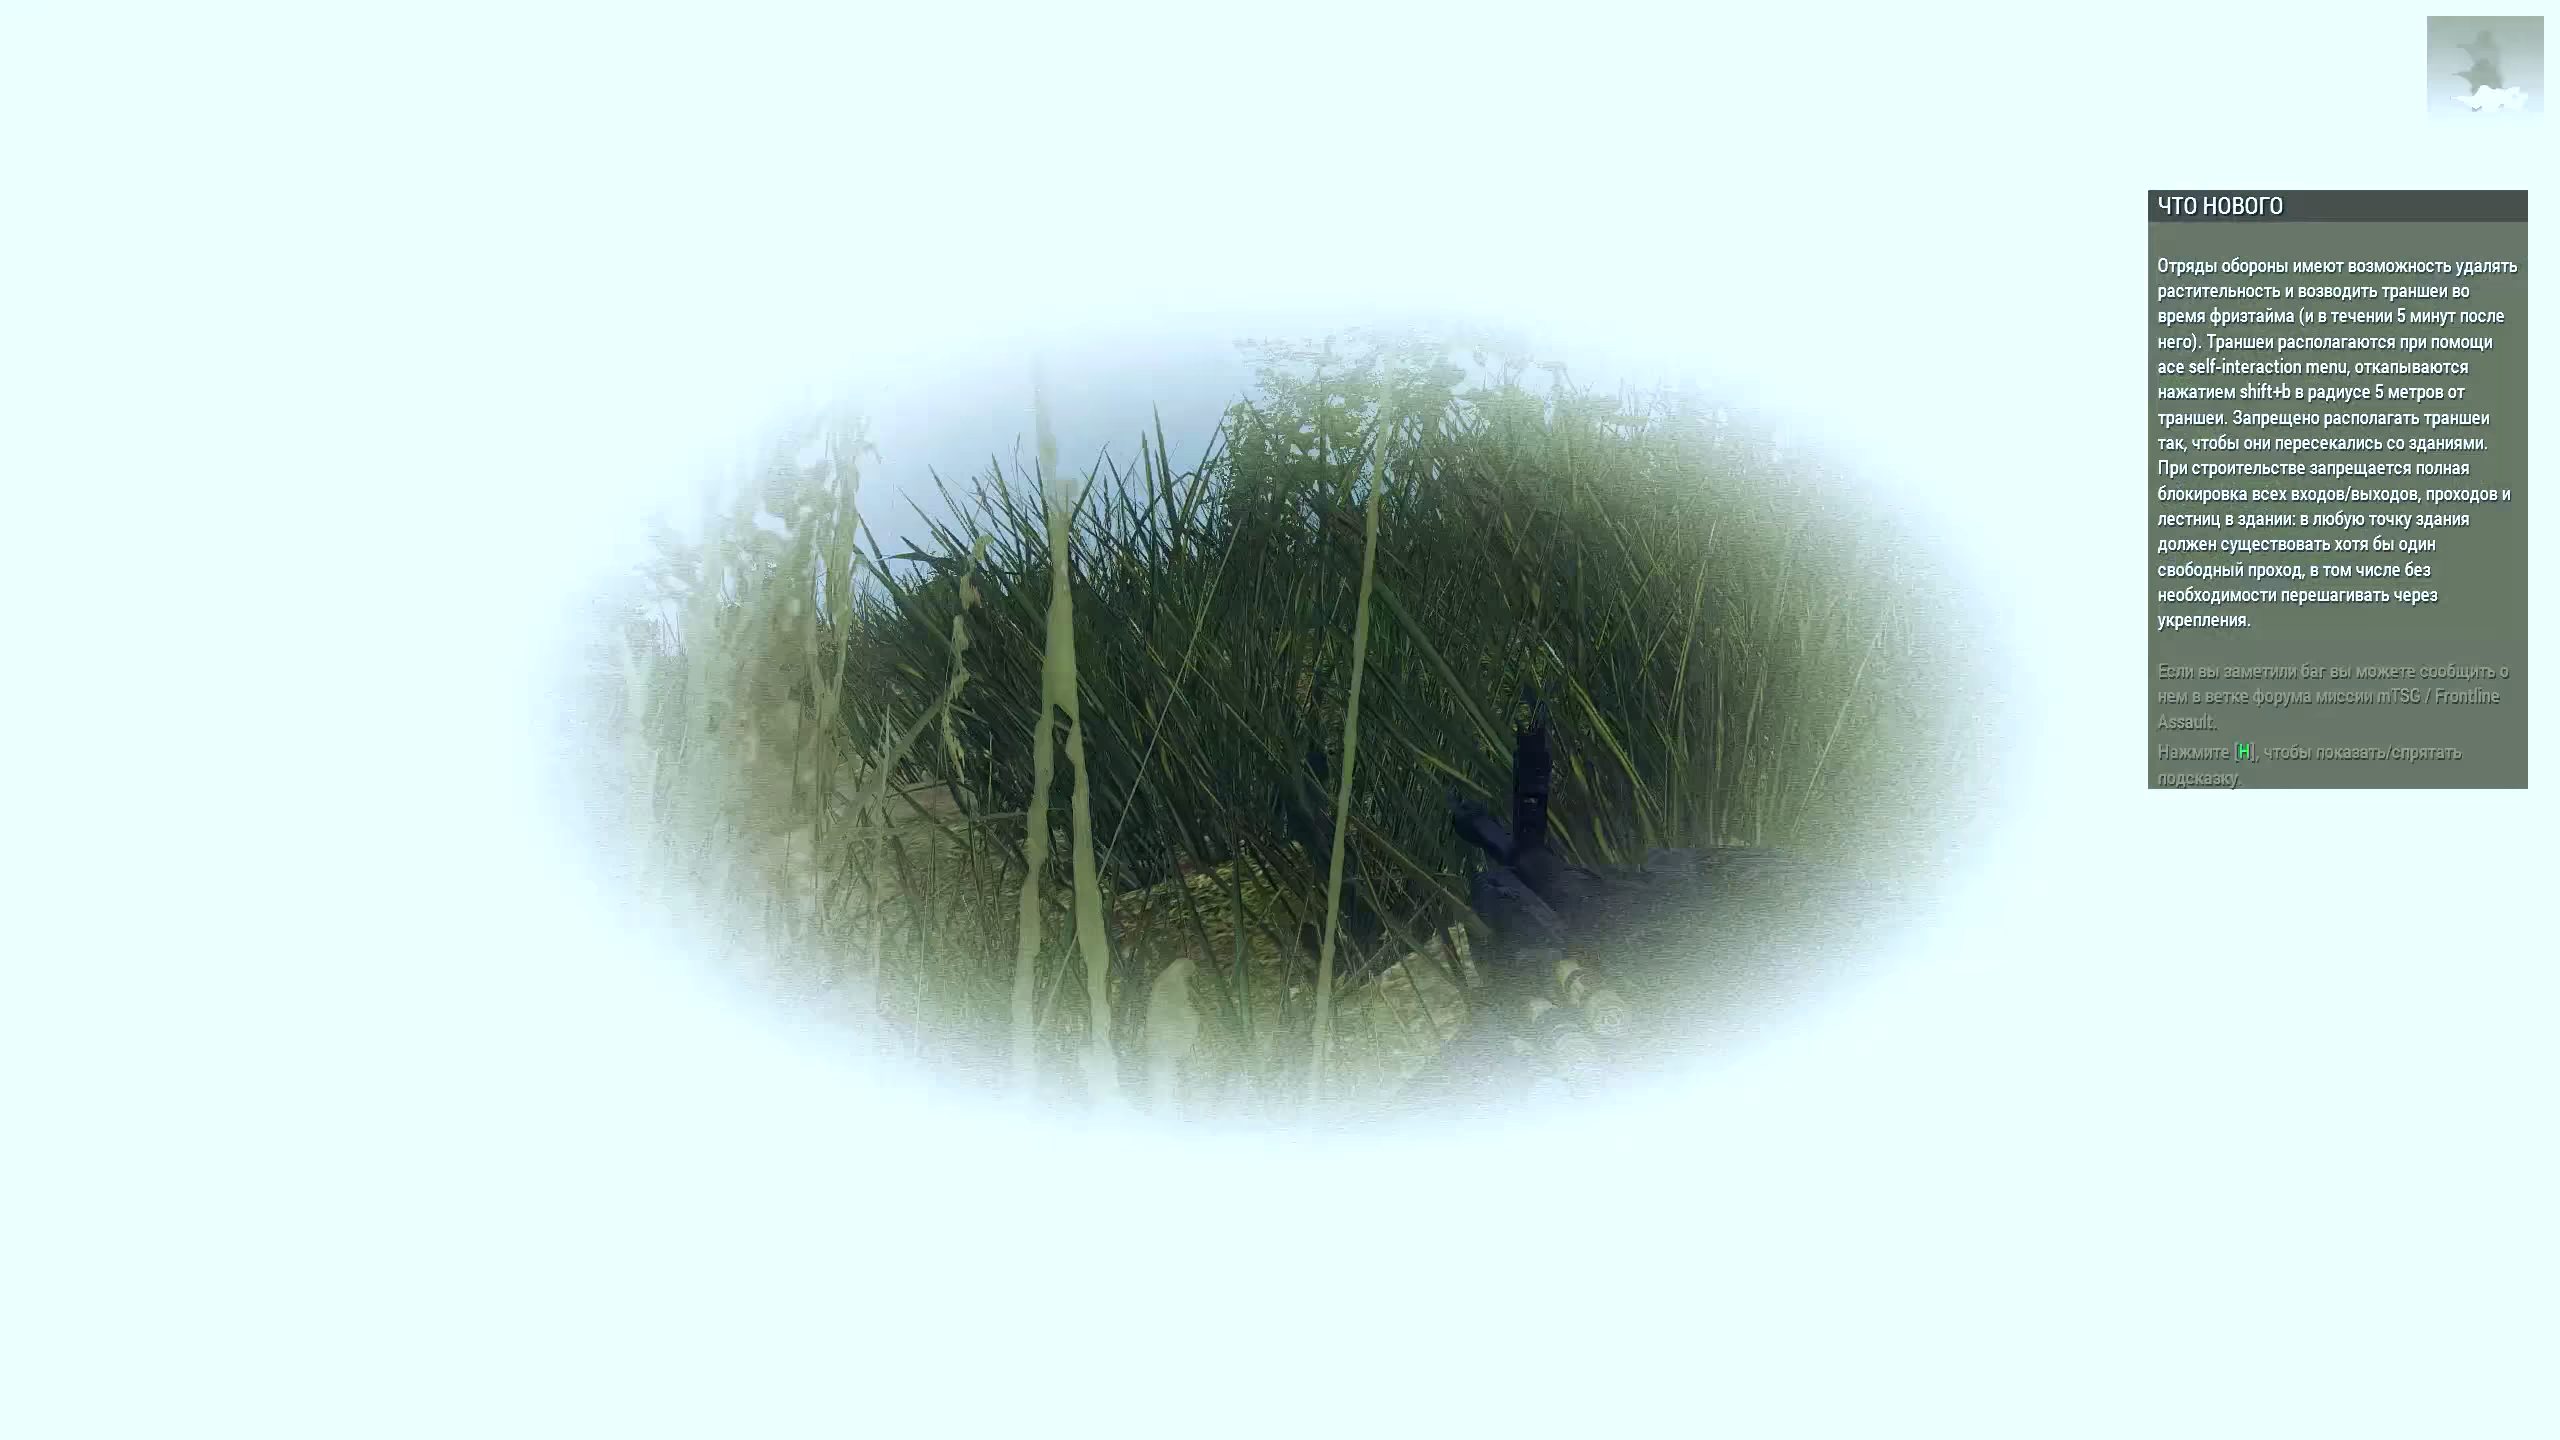 ЧТО НОВОГО
Отряды обороны имеют возможность удалять
растительность и возводить траншеи во
время фризтайма (и в течении 5 минут после
него). Траншеи располагаются при помощи
ace self-interaction menu, откапываются
нажатием shift+b в радиусе 5 метров от
траншеи. Запрещено располагать траншеи
так, чтобы они пересекались со зданиями.
При строительстве запрещается полная
блокировка всех входов/выходов, проходов и
лестниц в здании: в любую точку здания
должен существовать хотя бы один
свободный проход, в том числе без
необходимости перешагивать через
укрепления.
Если вы заметили баг вы можете сообщить о
нем в ветке форума миссии mTSG / Frontline
Assault.
Нажмите [H], чтобы показать/спрятать
подсказку.